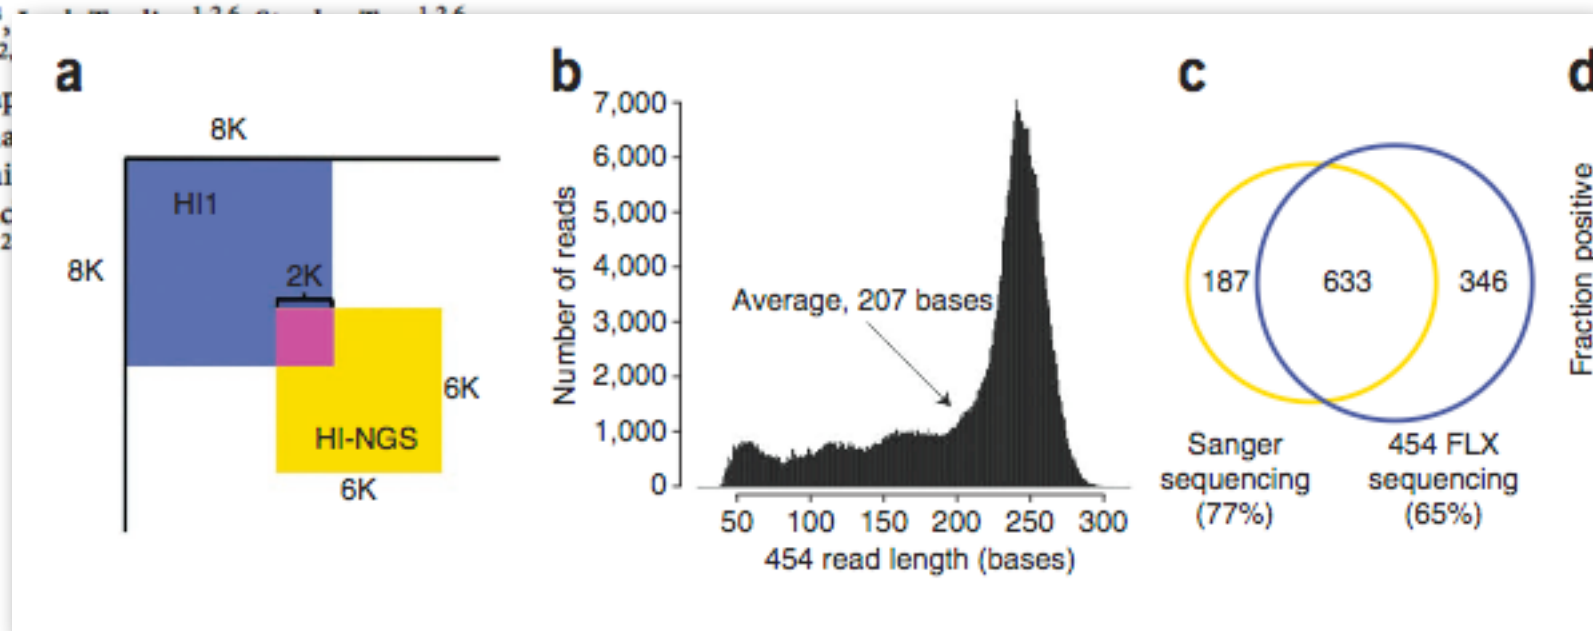 a
8K
HI1
8K
2K
6K
HI-NGS
6K
b
7,000
6,000
5,000
4,000
3,000
2,000
1,000
0
Number of reads
Average, 207 bases
50 100 150 200 250 300
454 read length (bases)
c
187 633 346
Sanger
sequencing
(77%)
454 FLX
sequencing
(65%)
d
Fraction positive